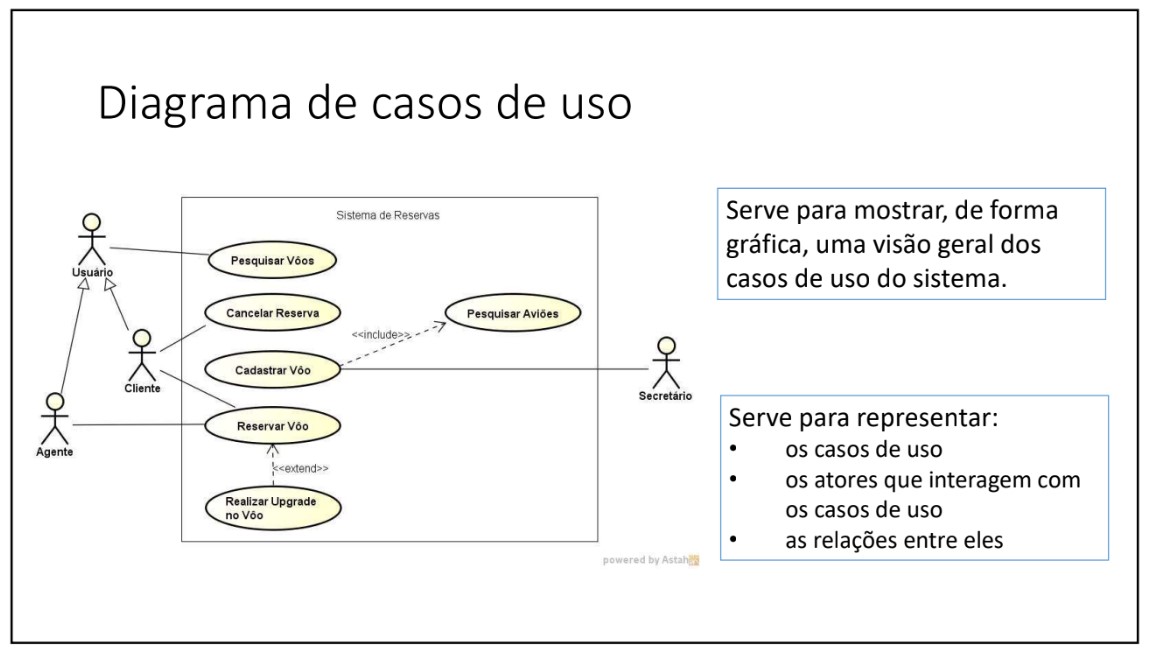 Diagrama de casos de uso
Sistema de Reservas
Usuário
Pesquisar Vôos
Cancelar Reserva
Pesquisar Aviões
<<include>>
Cliente
Cadastrar Vôo
Secretário
Agente
Reservar Vôo
<<extend>>
Realizar Upgrade
no Vôo
powered by Astah
Serve para mostrar, de forma
gráfica, uma visão geral dos
casos de uso do sistema.
Serve para representar:
• os casos de uso
• os atores que interagem com
os casos de uso
• as relações entre eles